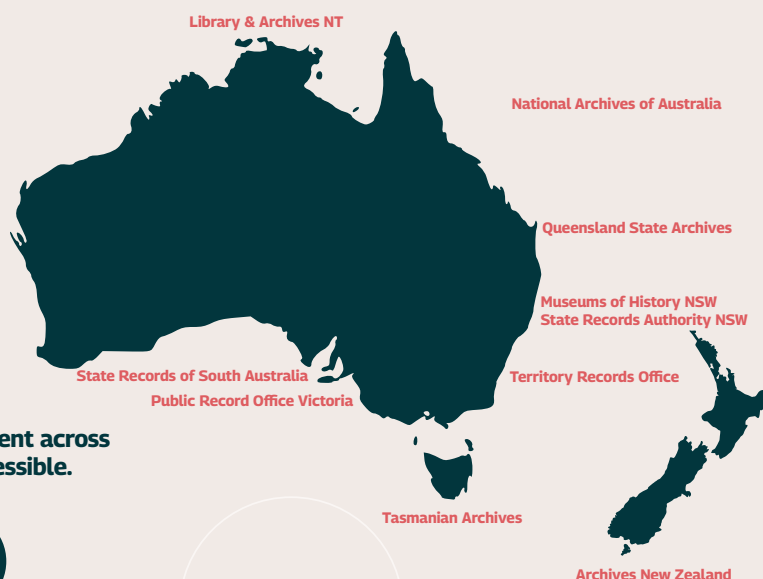 Library & Archives NT
National Archives of Australia
Queensland State Archives
Museums of History NSW
State Records Authority NSW
State Records of South Australia
Territory Records Office
Public Record Office Victoria
ent across
essible.
Tasmanian Archives
Archives New Zealand